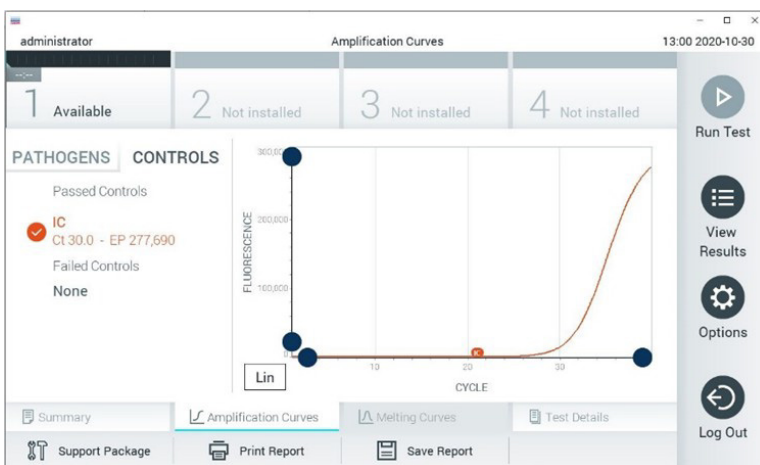 administrator
Amplification Curves
13:00 2020-10-30
--:--
1 Available
2 Not installed
3 Not installed
4 Not installed
Run Test
PATHOGENS
CONTROLS
Passed Controls
IC
Ct 30.0 - EP 277,690
Failed Controls
None
FLUORESCENCE
300,000
200,000
100,000
0
IC
10
20
30
CYCLE
Lin
View
Results
Options
Log Out
Summary
Amplification Curves
Melting Curves
Test Details
Support Package
Print Report
Save Report